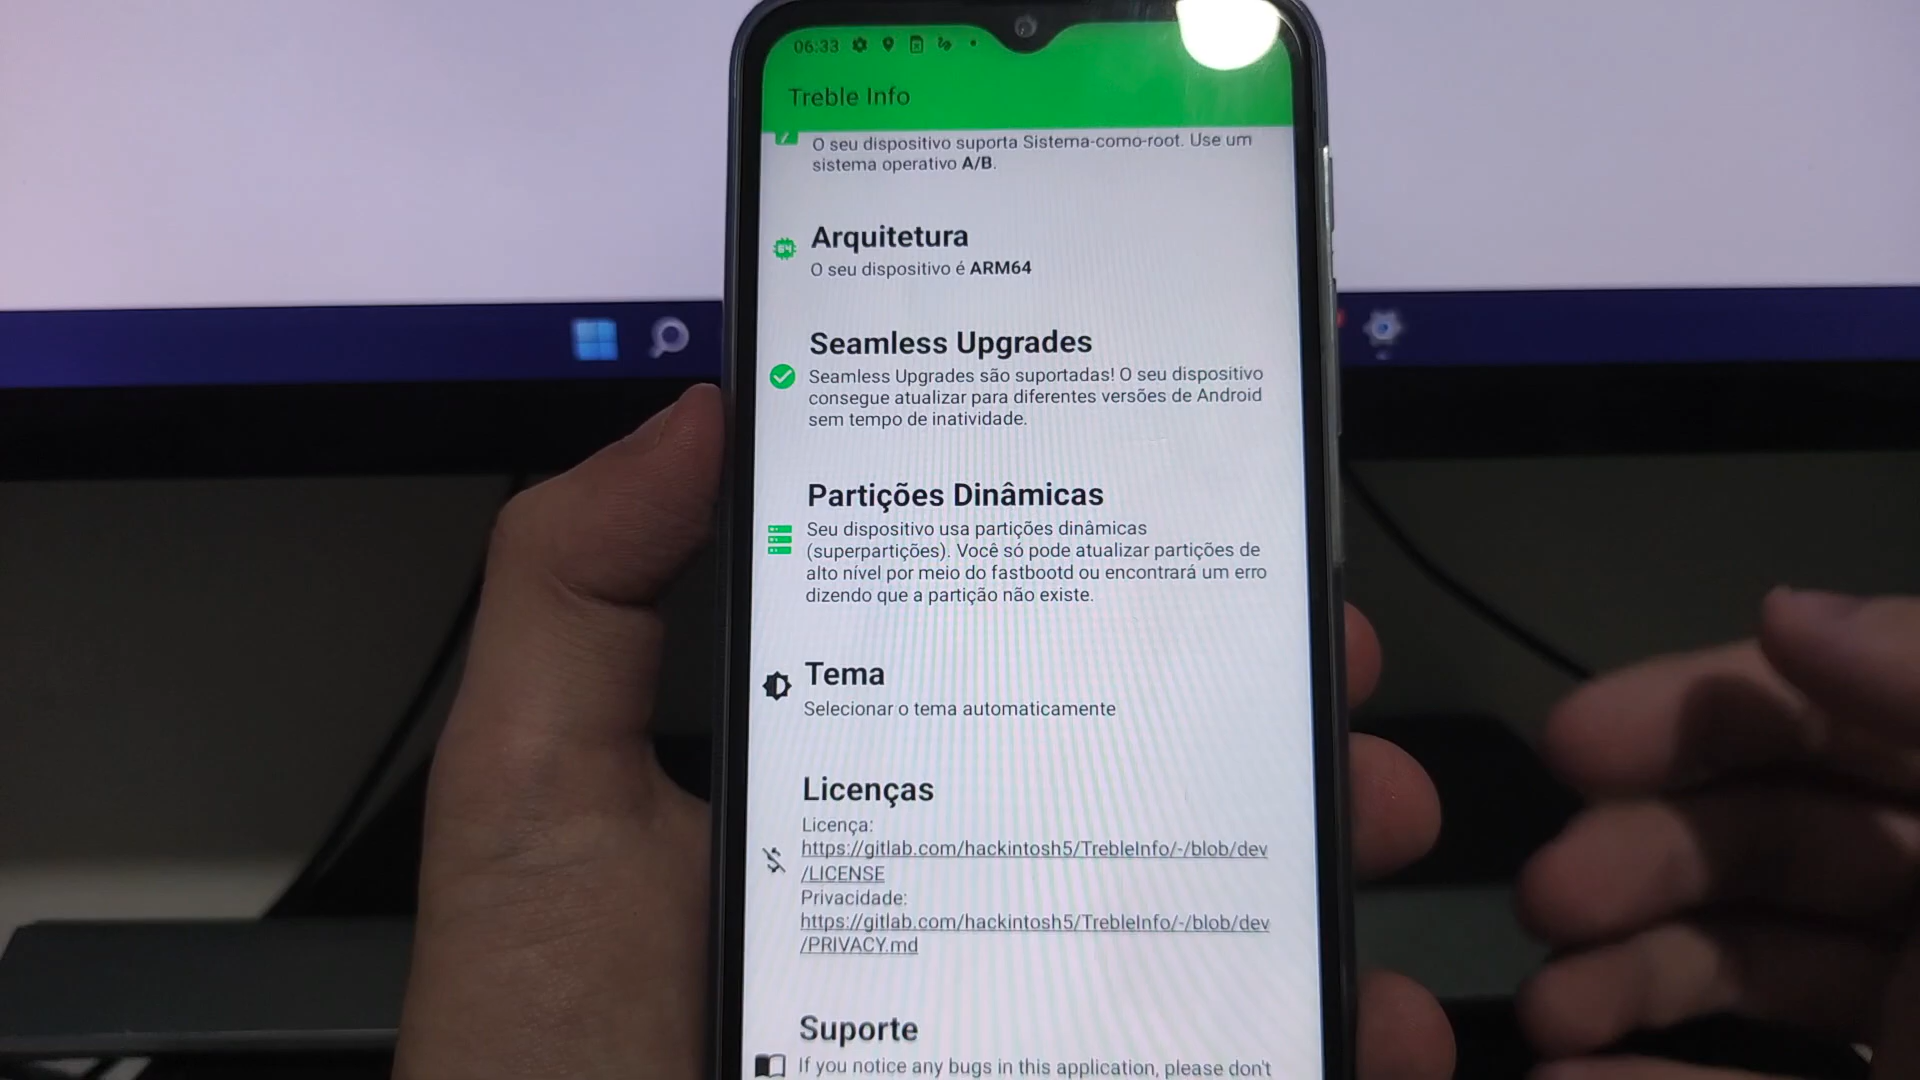 06:33
Treble Info
O seu dispositivo suporta Sistema-como-root. Use um
sistema operativo A/B.
Arquitetura
64
O seu dispositivo é ARM64
Seamless Upgrades
Seamless Upgrades são suportadas! O seu dispositivo
consegue atualizar para diferentes versões de Android
sem tempo de inatividade.
Partições Dinâmicas
Seu dispositivo usa partições dinâmicas
(superpartições). Você só pode atualizar partições de
alto nível por meio do fastbootd ou encontrará um erro
dizendo que a partição não existe.
Tema
Selecionar o tema automaticamente
Licenças
Licença:
https://gitlab.com/hackintosh5/TrebleInfo/-/blob/dev
/LICENSE
Privacidade:
https://gitlab.com/hackintosh5/TrebleInfo/-/blob/dev
/PRIVACY.md
Suporte
If you notice any bugs in this application, please don't